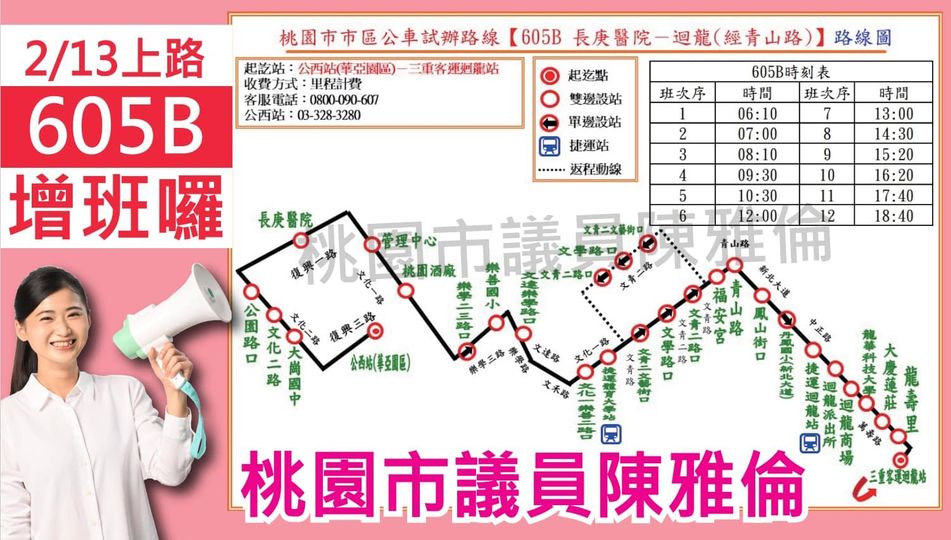 2/13上路
605B
增班囉
桃園市市區公車試辦路線【605B 長庚醫院－迴龍(經青山路)】路線圖
起訖站：公西站(華亞園區)－三重客運迴龍站
收費方式：里程計費
客服電話：0800-090-607
公西站：03-328-3280
起訖點
雙邊設站
單邊設站
捷運站
返程動線
605B時刻表
班次序 時間 班次序 時間
1 06:10 7 13:00
2 07:00 8 14:30
3 08:10 9 15:20
4 09:30 10 16:20
5 10:30 11 17:40
6 12:00 12 18:40
桃園市議員陳雅倫
長庚醫院
復興一路
管理中心
文化一路
桃園酒廠
公園路口
文化二路
文化二路
大崗國中
復興三路
公西站(華亞園區)
樂學二三路口
樂學三路
樂善國小
樂學路
文達樂學路口
文達路
文禾路
文化一路
文化一樂善二路口
捷運體育大學站
文青路
文青二文藝街口
文學路口
文青二路口
文青二路
文青二文藝街口
文青路
文學路口
文青二路
文青二路口
文青路
福安宮
青山路
青山路
新北大道
鳳山街口
丹鳳國小(新北大道)
中正路
捷運迴龍站
迴龍派出所
龍華科技大學
迴龍商場
萬壽路
大慶蓮莊
龍壽里
三重客運迴龍站
桃園市議員陳雅倫